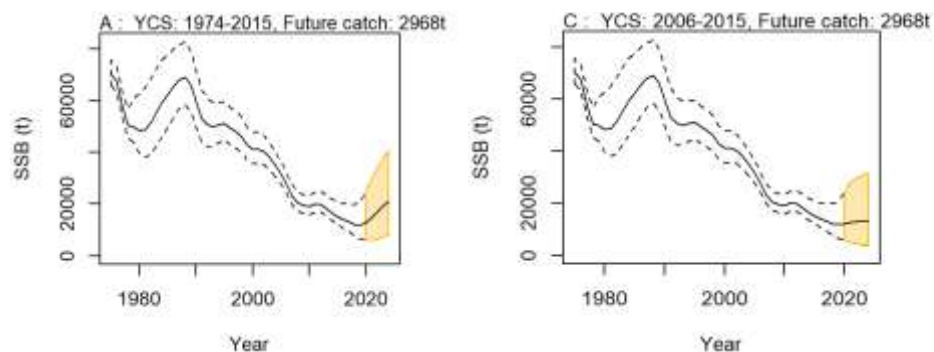 A : YCS: 1974-2015, Future catch: 2968t
SSB (t)
60000
20000
0
1980
2000
2020
Year
C : YCS: 2006-2015, Future catch: 2968t
SSB (t)
60000
20000
0
1980
2000
2020
Year